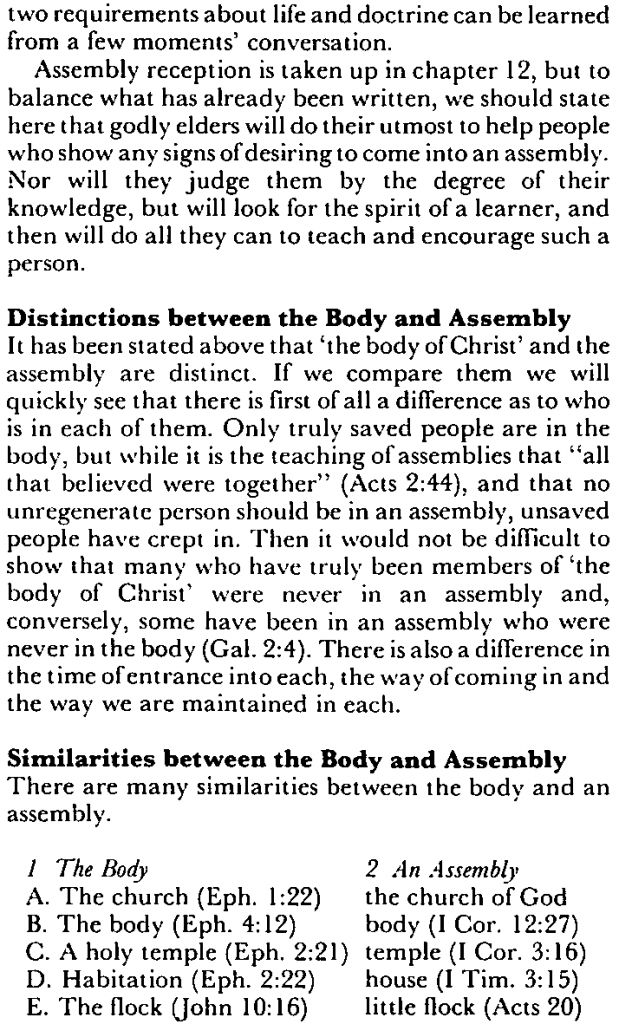 two requirements about life and doctrine can be learned
from a few moments' conversation.
Assembly reception is taken up in chapter 12, but to
balance what has already been written, we should state
here that godly elders will do their utmost to help people
who show any signs of desiring to come into an assembly.
Nor will they judge them by the degree of their
knowledge, but will look for the spirit of a learner, and
then will do all they can to teach and encourage such a
person.
Distinctions between the Body and Assembly
It has been stated above that 'the body of Christ' and the
assembly are distinct. If we compare them we will
quickly see that there is first of all a difference as to who
is in each of them. Only truly saved people are in the
body, but while it is the teaching of assemblies that "all
that believed were together" (Acts 2:44), and that no
unregenerate person should be in an assembly, unsaved
people have crept in. Then it would not be difficult to
show that many who have truly been members of 'the
body of Christ' were never in an assembly and,
conversely, some have been in an assembly who were
never in the body (Gal. 2:4). There is also a difference in
the time of entrance into each, the way of coming in and
the way we are maintained in each.
Similarities between the Body and Assembly
There are many similarities between the body and an
assembly.
1 The Body 2 An Assembly
A. The church (Eph. 1:22) the church of God
B. The body (Eph. 4:12) body (I Cor. 12:27)
C. A holy temple (Eph. 2:21) temple (I Cor. 3:16)
D. Habitation (Eph. 2:22) house (I Tim. 3:15)
E. The flock (John 10:16) little flock (Acts 20)